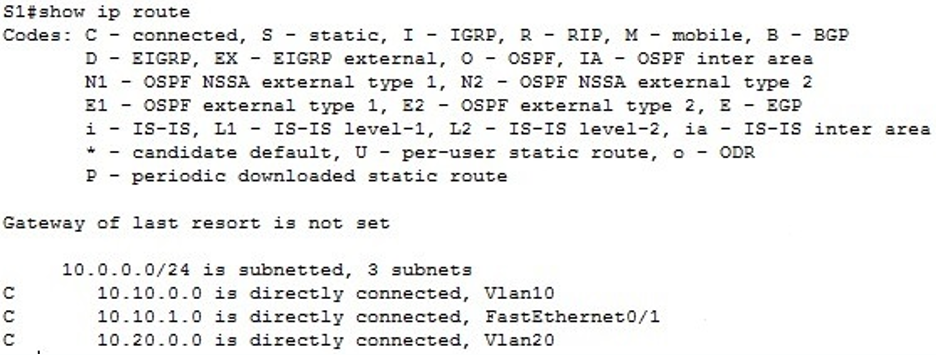 S1#show ip route
Codes: C - connected, S - static, I - IGRP, R - RIP, M - mobile, B - BGP
D - EIGRP, EX - EIGRP external, O - OSPF, IA - OSPF inter area
N1 - OSPF NSSA external type 1, N2 - OSPF NSSA external type 2
E1 - OSPF external type 1, E2 - OSPF external type 2, E - EGP
i - IS-IS, L1 - IS-IS level-1, L2 - IS-IS level-2, ia - IS-IS inter area
* - candidate default, U - per-user static route, o - ODR
P - periodic downloaded static route
Gateway of last resort is not set
10.0.0.0/24 is subnetted, 3 subnets
C 10.10.0.0 is directly connected, Vlan10
C 10.10.1.0 is directly connected, FastEthernet0/1
C 10.20.0.0 is directly connected, Vlan20